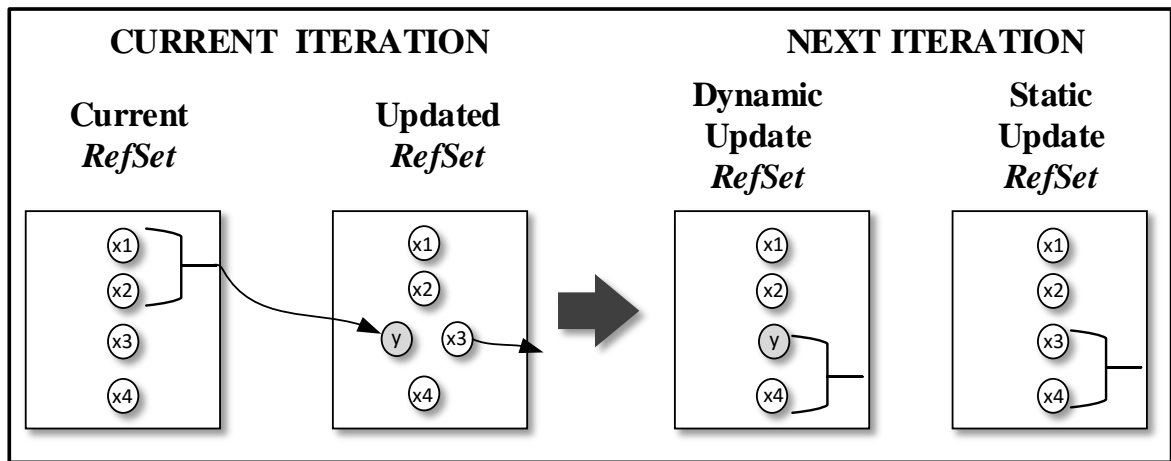 CURRENT ITERATION
NEXT ITERATION
Current
RefSet
Updated
RefSet
Dynamic
Update
RefSet
Static
Update
RefSet
x1
x2
x3
x4
x1
x2
y
x3
x4
x1
x2
y
x4
x1
x2
x3
x4